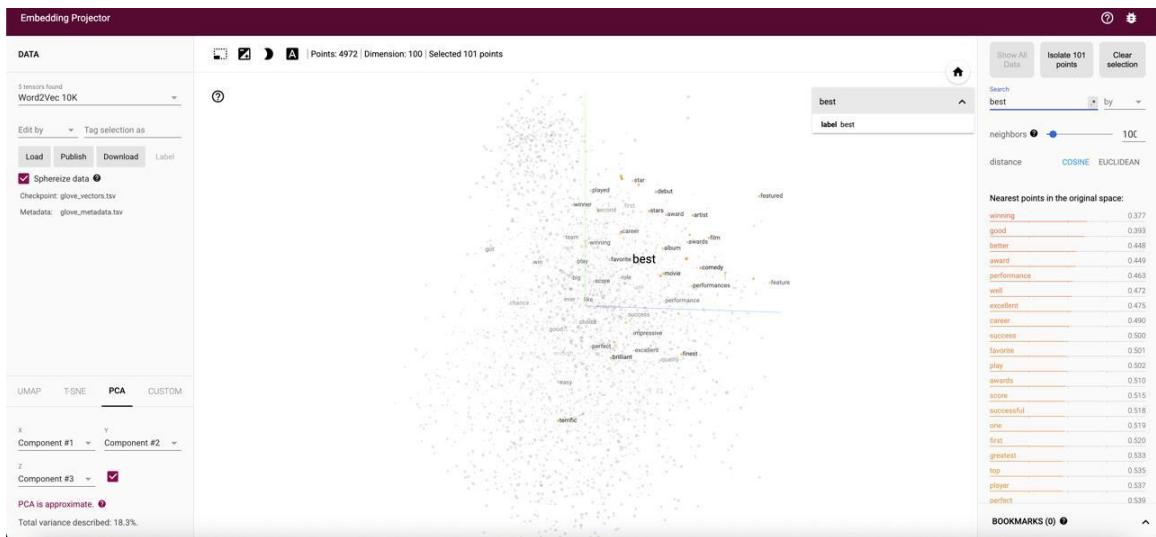 Embedding Projector
DATA
5 tensors found
Word2Vec 10K
Edit by
Tag selection as
Load Publish Download Label
Sphereize data
Checkpoint: glove_vectors.tsv
Metadata: glove_metadata.tsv
UMAP T-SNE PCA CUSTOM
X Y
Component #1 Component #2
Z
Component #3
PCA is approximate.
Total variance described: 18.3%.
A | Points: 4972 | Dimension: 100 | Selected 101 points
best
label best
star
played debut
featured
winner second first stars award artist
career
team winning awards film
got album
win play favorite best
movie comedy
big score role
performances feature
chance ever like performance
choice success
good impressive
perfect
excellent
brilliant quality finest
easy
terrific
Show All Data
Isolate 101 points
Clear selection
Search
best .* by
neighbors 100
distance COSINE EUCLIDEAN
Nearest points in the original space:
winning 0.377
good 0.393
better 0.448
award 0.449
performance 0.463
well 0.472
excellent 0.475
career 0.490
success 0.500
favorite 0.501
play 0.502
awards 0.510
score 0.515
successful 0.518
one 0.519
first 0.520
greatest 0.533
top 0.535
player 0.537
perfect 0.539
BOOKMARKS (0)